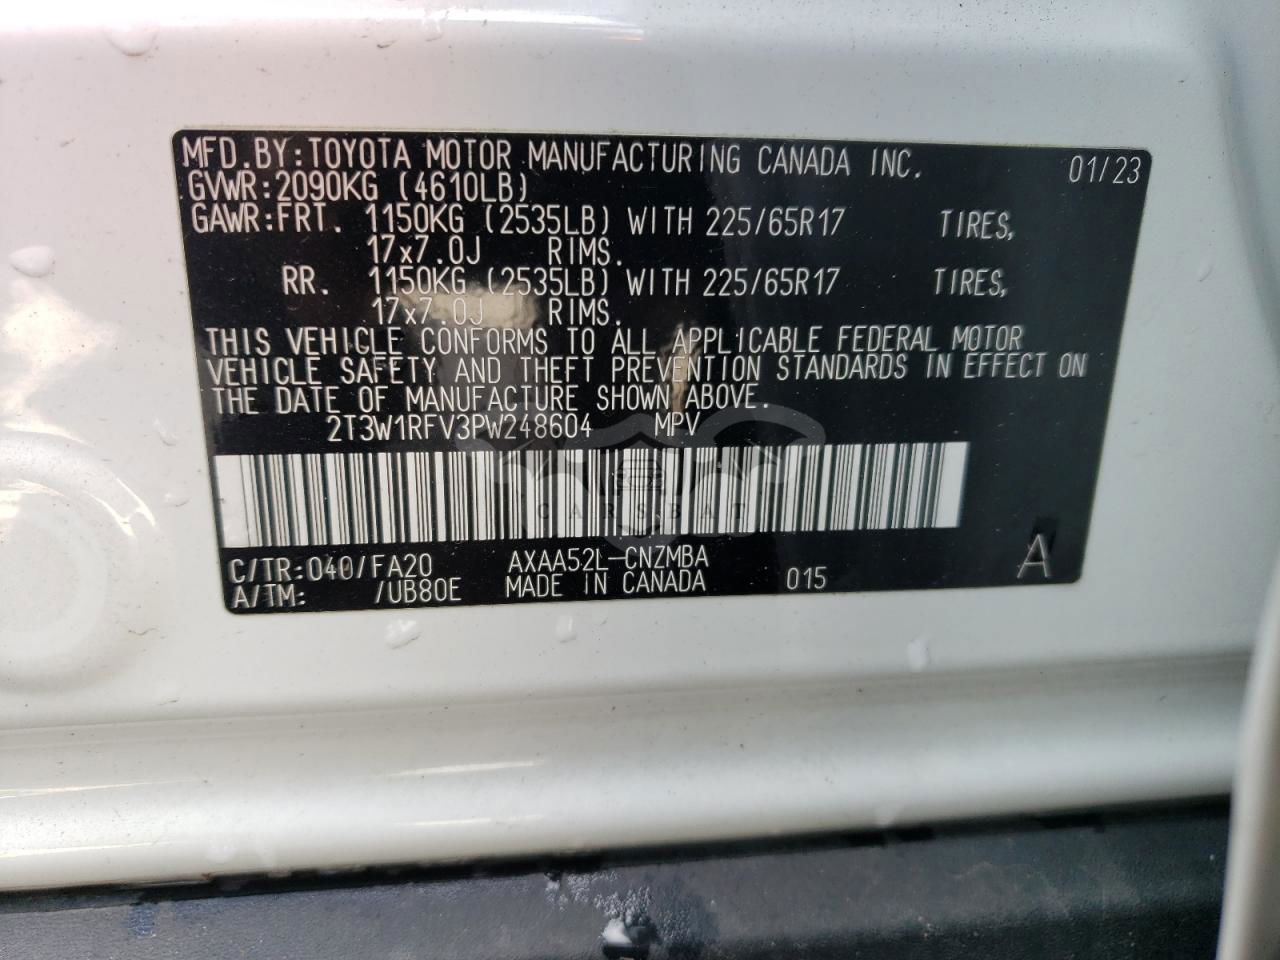 MFD.BY:TOYOTA MOTOR MANUFACTURING CANADA INC. 01/23
GVWR:2090KG (4610LB)
GAWR:FRT. 1150KG (2535LB) WITH 225/65R17 TIRES,
17x7.0J RIMS.
RR. 1150KG (2535LB) WITH 225/65R17 TIRES,
17x7.0J RIMS.
THIS VEHICLE CONFORMS TO ALL APPLICABLE FEDERAL MOTOR
VEHICLE SAFETY AND THEFT PREVENTION STANDARDS IN EFFECT ON
THE DATE OF MANUFACTURE SHOWN ABOVE.
2T3W1RFV3PW248604 MPV
CARSBAT
C/TR:040/FA20 AXAA52L-CNZMBA
A/TM: /UB80E MADE IN CANADA 015 A